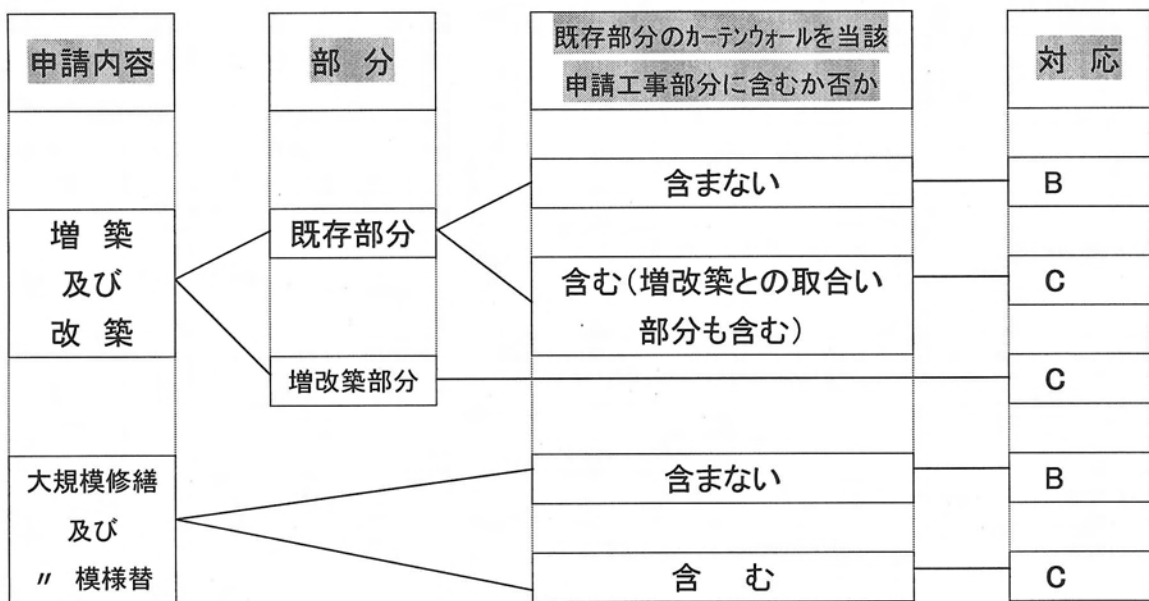 申請内容
部 分
既存部分のカーテンウォールを当該
申請工事部分に含むか否か
対 応
含まない
B
増 築
及び
改 築
既存部分
含む(増改築との取合い
部分も含む)
C
増改築部分
C
大規模修繕
及び
〃 模様替
含まない
B
含 む
C